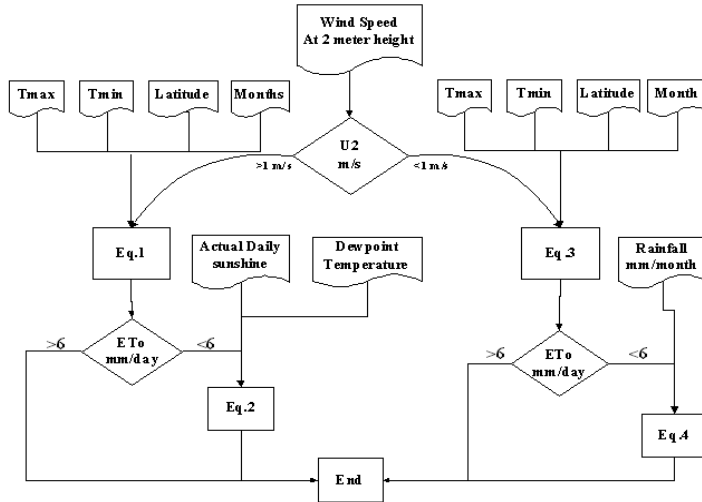 Wind Speed
At 2 meter height
Tmax
Tmin
Latitude
Months
Tmax
Tmin
Latitude
Month
U2
m/s
>1 m/s
<1 m/s
Eq.1
Actual Daily
sunshine
Dewpoint
Temperature
Eq.3
Rainfall
mm/month
>6
ETo
mm/day
<6
>6
ETo
mm/day
<6
Eq.2
Eq.4
End